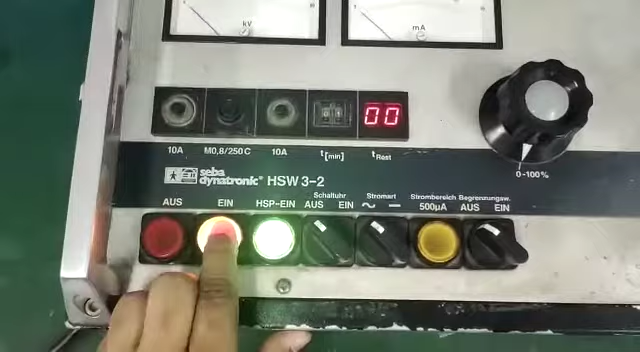 kV mA
00
10A M0,8/250C 10A t[min] tRest
seba
dynatronic® HSW 3-2
0-100%
Schaltuhr Stromart Strombereich Begrenzungsw.
AUS EIN HSP-EIN AUS EIN 500µA AUS EIN